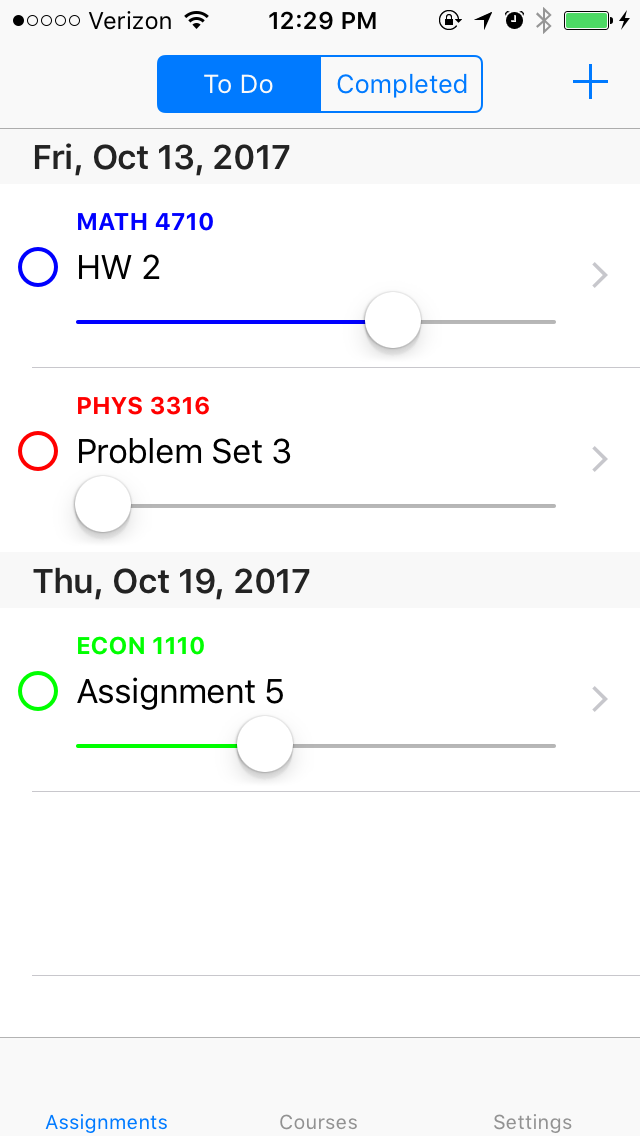 Verizon 12:29 PM
To Do Completed
Fri, Oct 13, 2017
MATH 4710
HW 2
PHYS 3316
Problem Set 3
Thu, Oct 19, 2017
ECON 1110
Assignment 5
Assignments Courses Settings